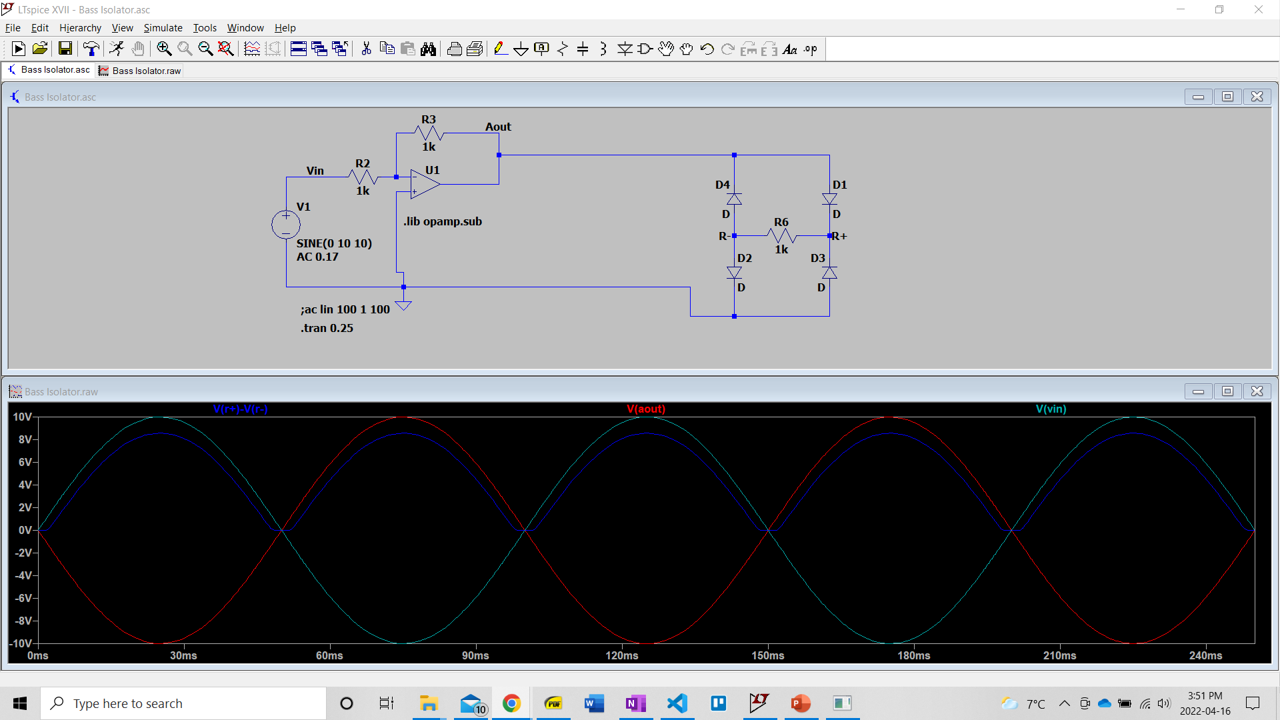 LTspice XVII - Bass Isolator.asc
File Edit Hierarchy View Simulate Tools Window Help
Bass Isolator.asc Bass Isolator.raw
Bass Isolator.asc
R3
1k
Aout
Vin
R2
1k
U1
V1
.lib opamp.sub
SINE(0 10 10)
AC 0.17
;ac lin 100 1 100
.tran 0.25
D4
D
D1
D
R-
R6
1k
R+
D2
D
D3
D
Bass Isolator.raw
V(r+)-V(r-) V(aout) V(vin)
10V
8V
6V
4V
2V
0V
-2V
-4V
-6V
-8V
-10V
0ms 30ms 60ms 90ms 120ms 150ms 180ms 210ms 240ms
Type here to search
10
7°C
3:51 PM
2022-04-16